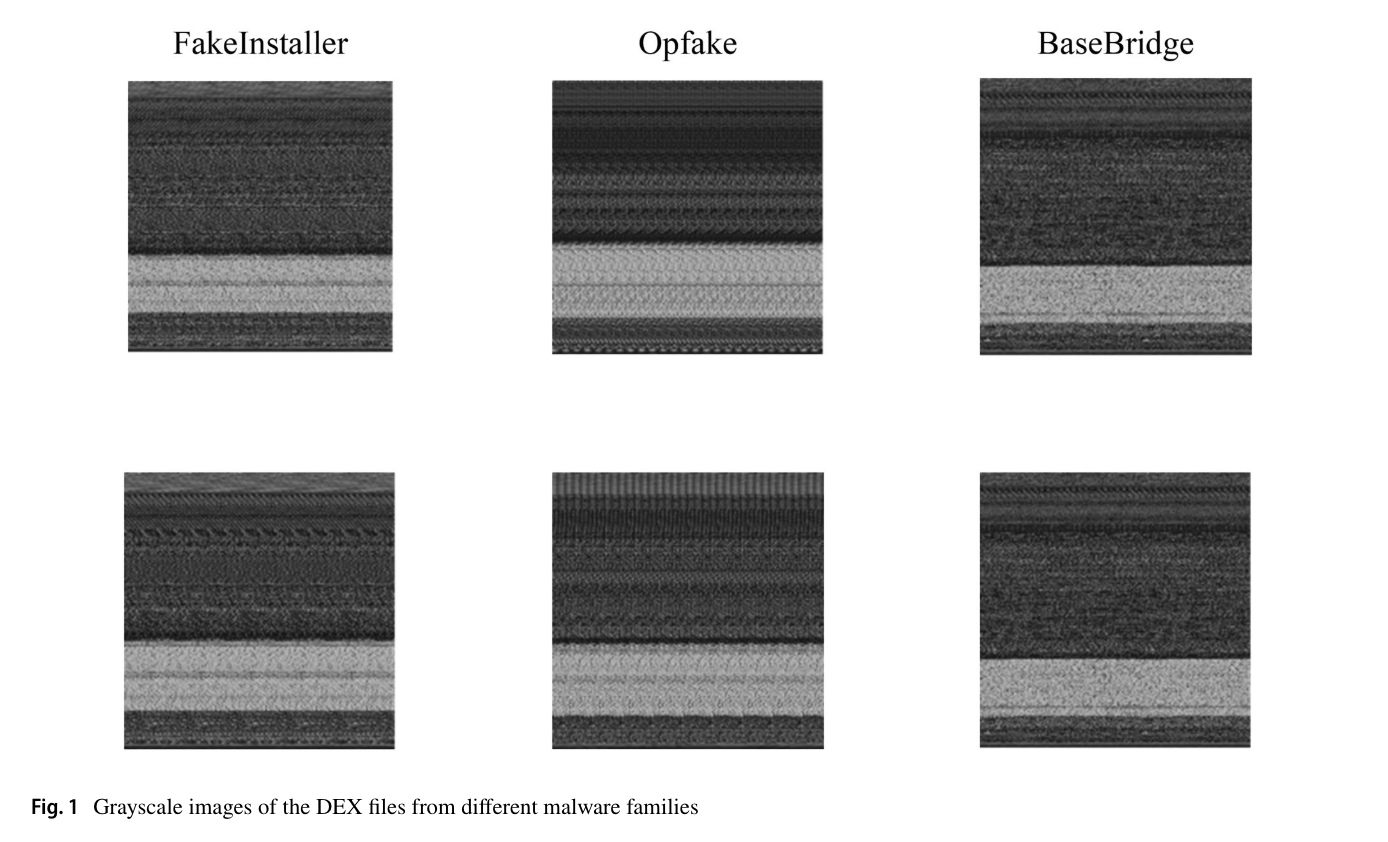 FakeInstaller Opfake BaseBridge
Fig. 1 Grayscale images of the DEX files from different malware families